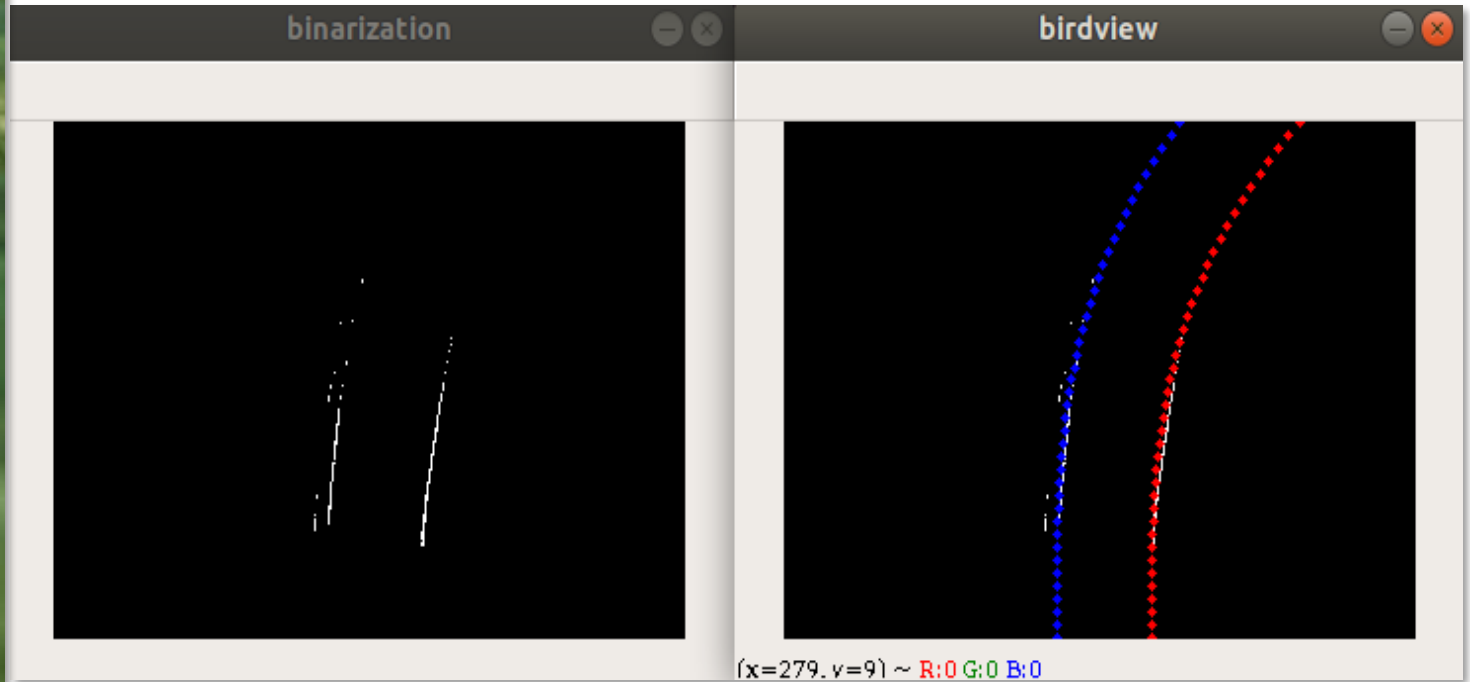 binarization
birdview
(x=279, y=9) ~ R:0 G:0 B:0